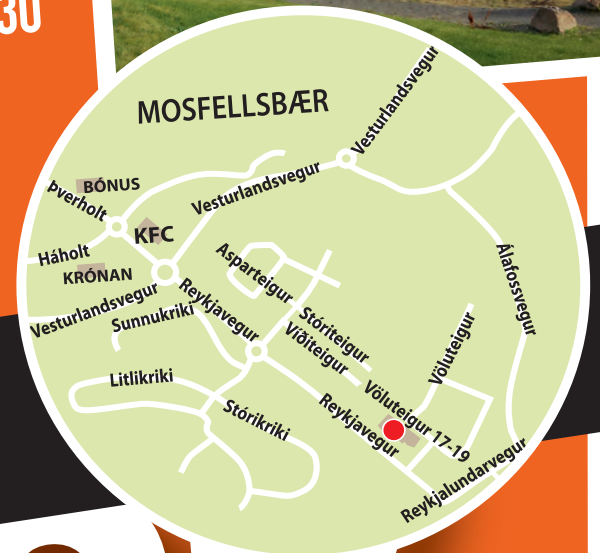 30
MOSFELLSBÆR
Vesturlandsvegur
Vesturlandsvegur
BÓNUS
Þverholt
KFC
Háholt
KRÓNAN
Vesturlandsvegur
Asparteigur
Reykjavegur
Sunnukriki
Álafossvegur
Stóriteigur
Víðiteigur
Völuteigur
Litlikriki
Stórikriki
Völuteigur 17-19
Reykjavegur
Reykjalundarvegur